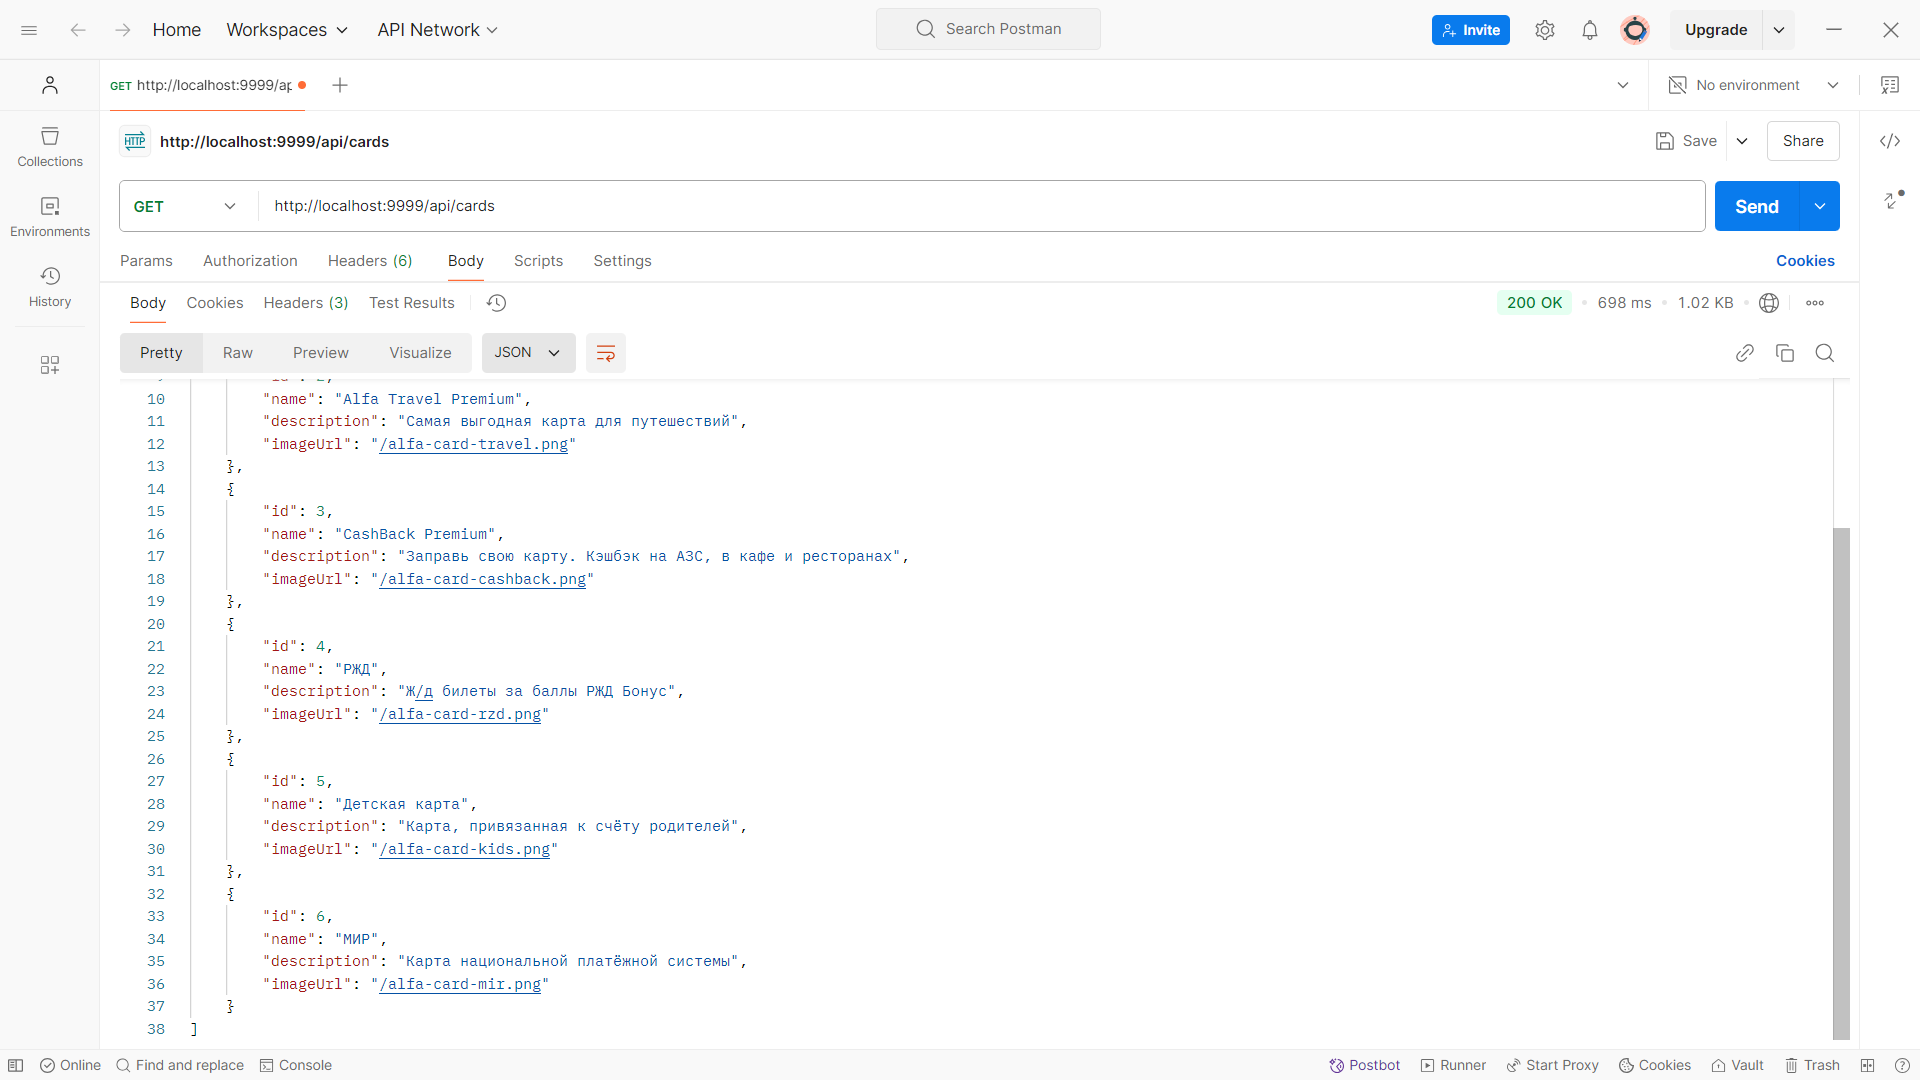 Home Workspaces API Network Search Postman Invite Upgrade
GET http://localhost:9999/ap No environment
HTTP http://localhost:9999/api/cards Save Share
GET http://localhost:9999/api/cards Send
Params Authorization Headers (6) Body Scripts Settings Cookies
Body Cookies Headers (3) Test Results 200 OK 698 ms 1.02 KB
Pretty Raw Preview Visualize JSON
Collections
Environments
History
10 "name": "Alfa Travel Premium",
11 "description": "Самая выгодная карта для путешествий",
12 "imageUrl": "/alfa-card-travel.png"
13 },
14 {
15 "id": 3,
16 "name": "CashBack Premium",
17 "description": "Заправь свою карту. Кэшбэк на АЗС, в кафе и ресторанах",
18 "imageUrl": "/alfa-card-cashback.png"
19 },
20 {
21 "id": 4,
22 "name": "РЖД",
23 "description": "Ж/д билеты за баллы РЖД Бонус",
24 "imageUrl": "/alfa-card-rzd.png"
25 },
26 {
27 "id": 5,
28 "name": "Детская карта",
29 "description": "Карта, привязанная к счёту родителей",
30 "imageUrl": "/alfa-card-kids.png"
31 },
32 {
33 "id": 6,
34 "name": "МИР",
35 "description": "Карта национальной платёжной системы",
36 "imageUrl": "/alfa-card-mir.png"
37 }
38 ]
Online Find and replace Console Postbot Runner Start Proxy Cookies Vault Trash